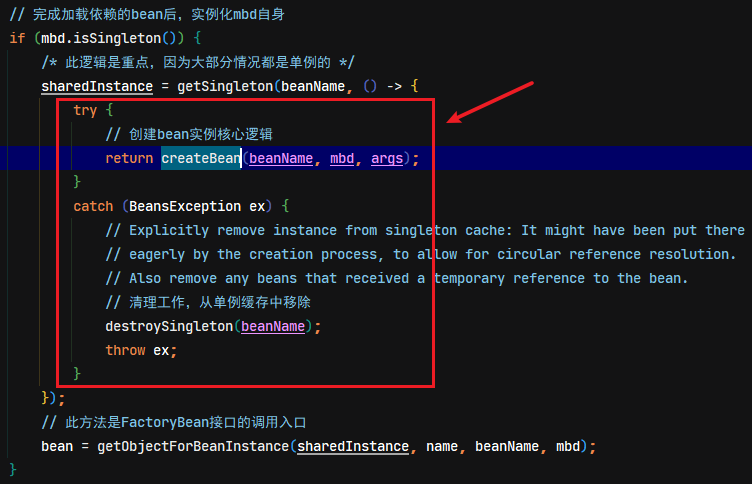 // 完成加载依赖的bean后，实例化mbd自身
if (mbd.isSingleton()) {
/* 此逻辑是重点，因为大部分情况都是单例的 */
sharedInstance = getSingleton(beanName, () -> {
try {
// 创建bean实例核心逻辑
return createBean(beanName, mbd, args);
}
catch (BeansException ex) {
// Explicitly remove instance from singleton cache: It might have been put there
// eagerly by the creation process, to allow for circular reference resolution.
// Also remove any beans that received a temporary reference to the bean.
// 清理工作，从单例缓存中移除
destroySingleton(beanName);
throw ex;
}
});
// 此方法是FactoryBean接口的调用入口
bean = getObjectForBeanInstance(sharedInstance, name, beanName, mbd);
}